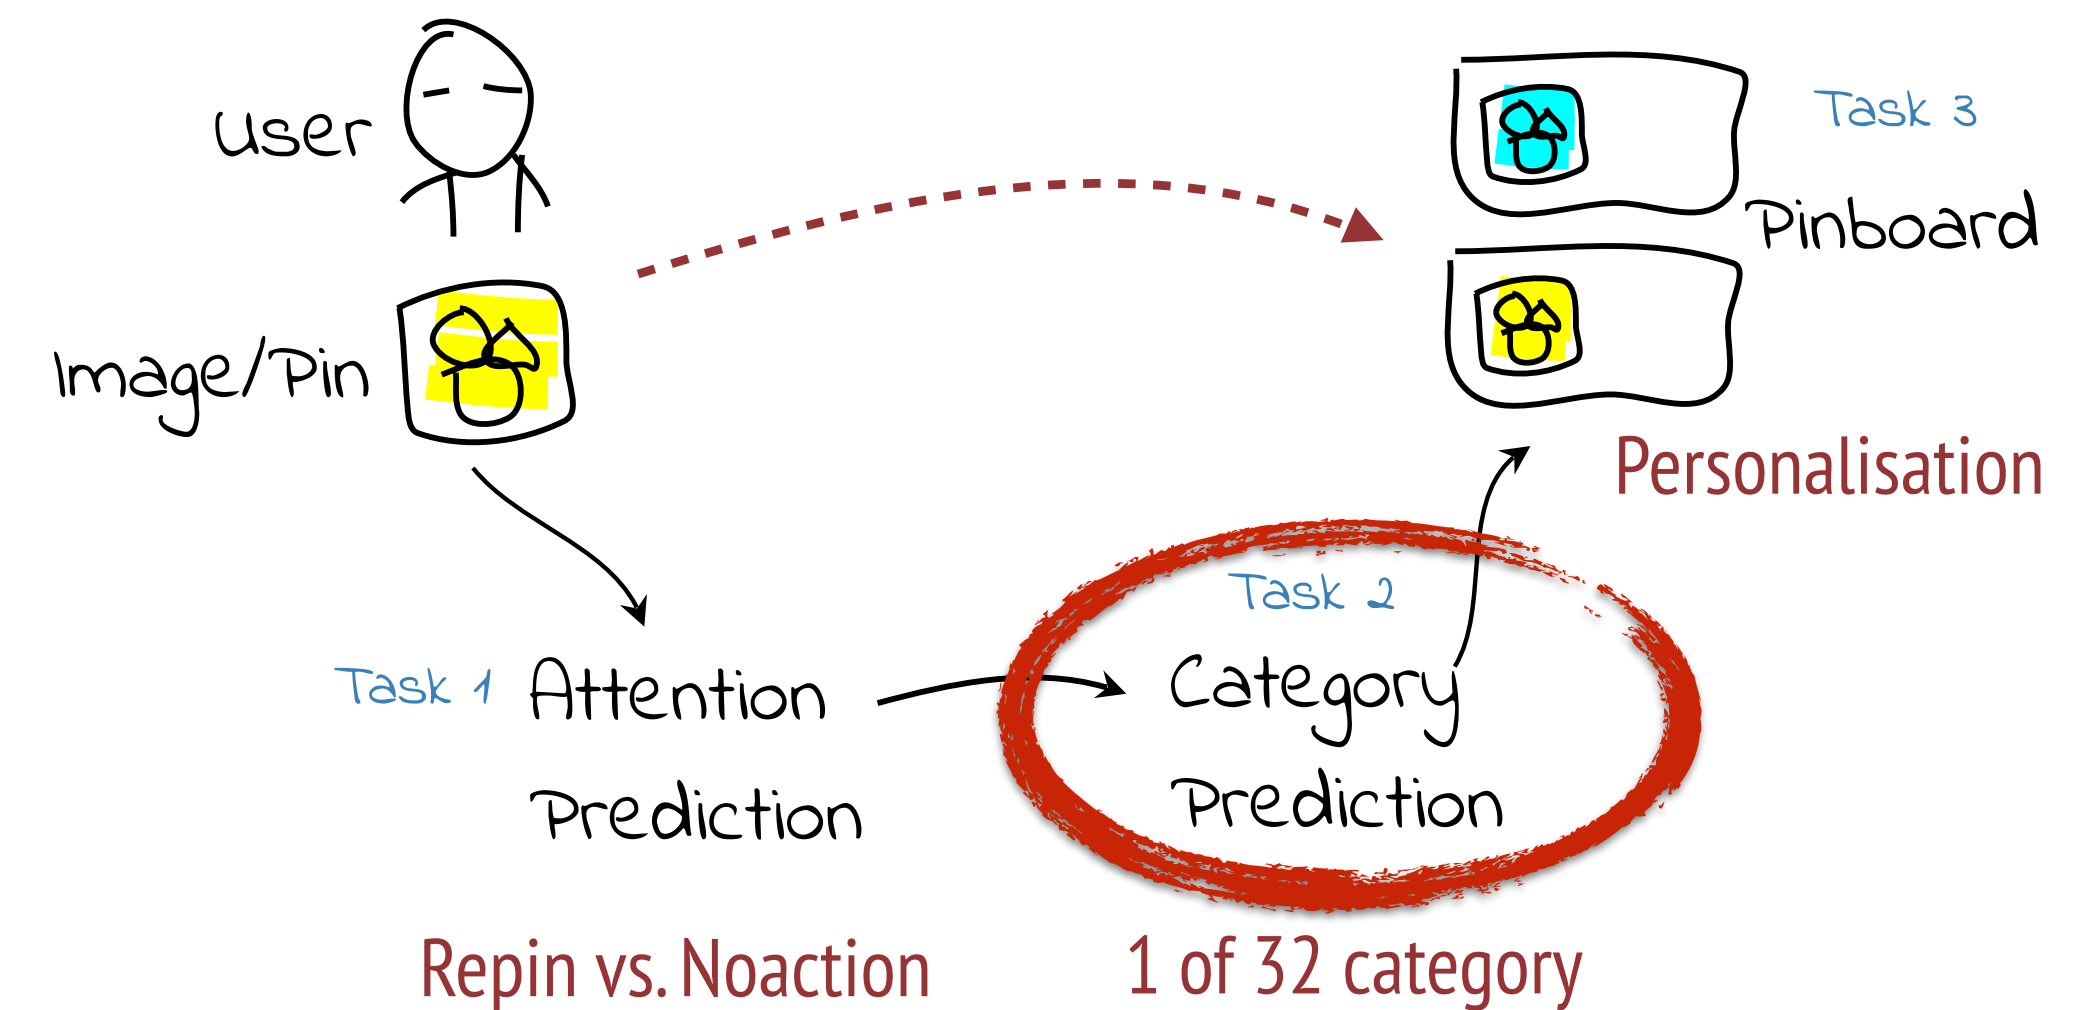 User
Task 3
Pinboard
Image/Pin
Personalisation
Task 2
Task 1
Attention
Prediction
Category
Prediction
Repin vs. Noaction
1 of 32 category